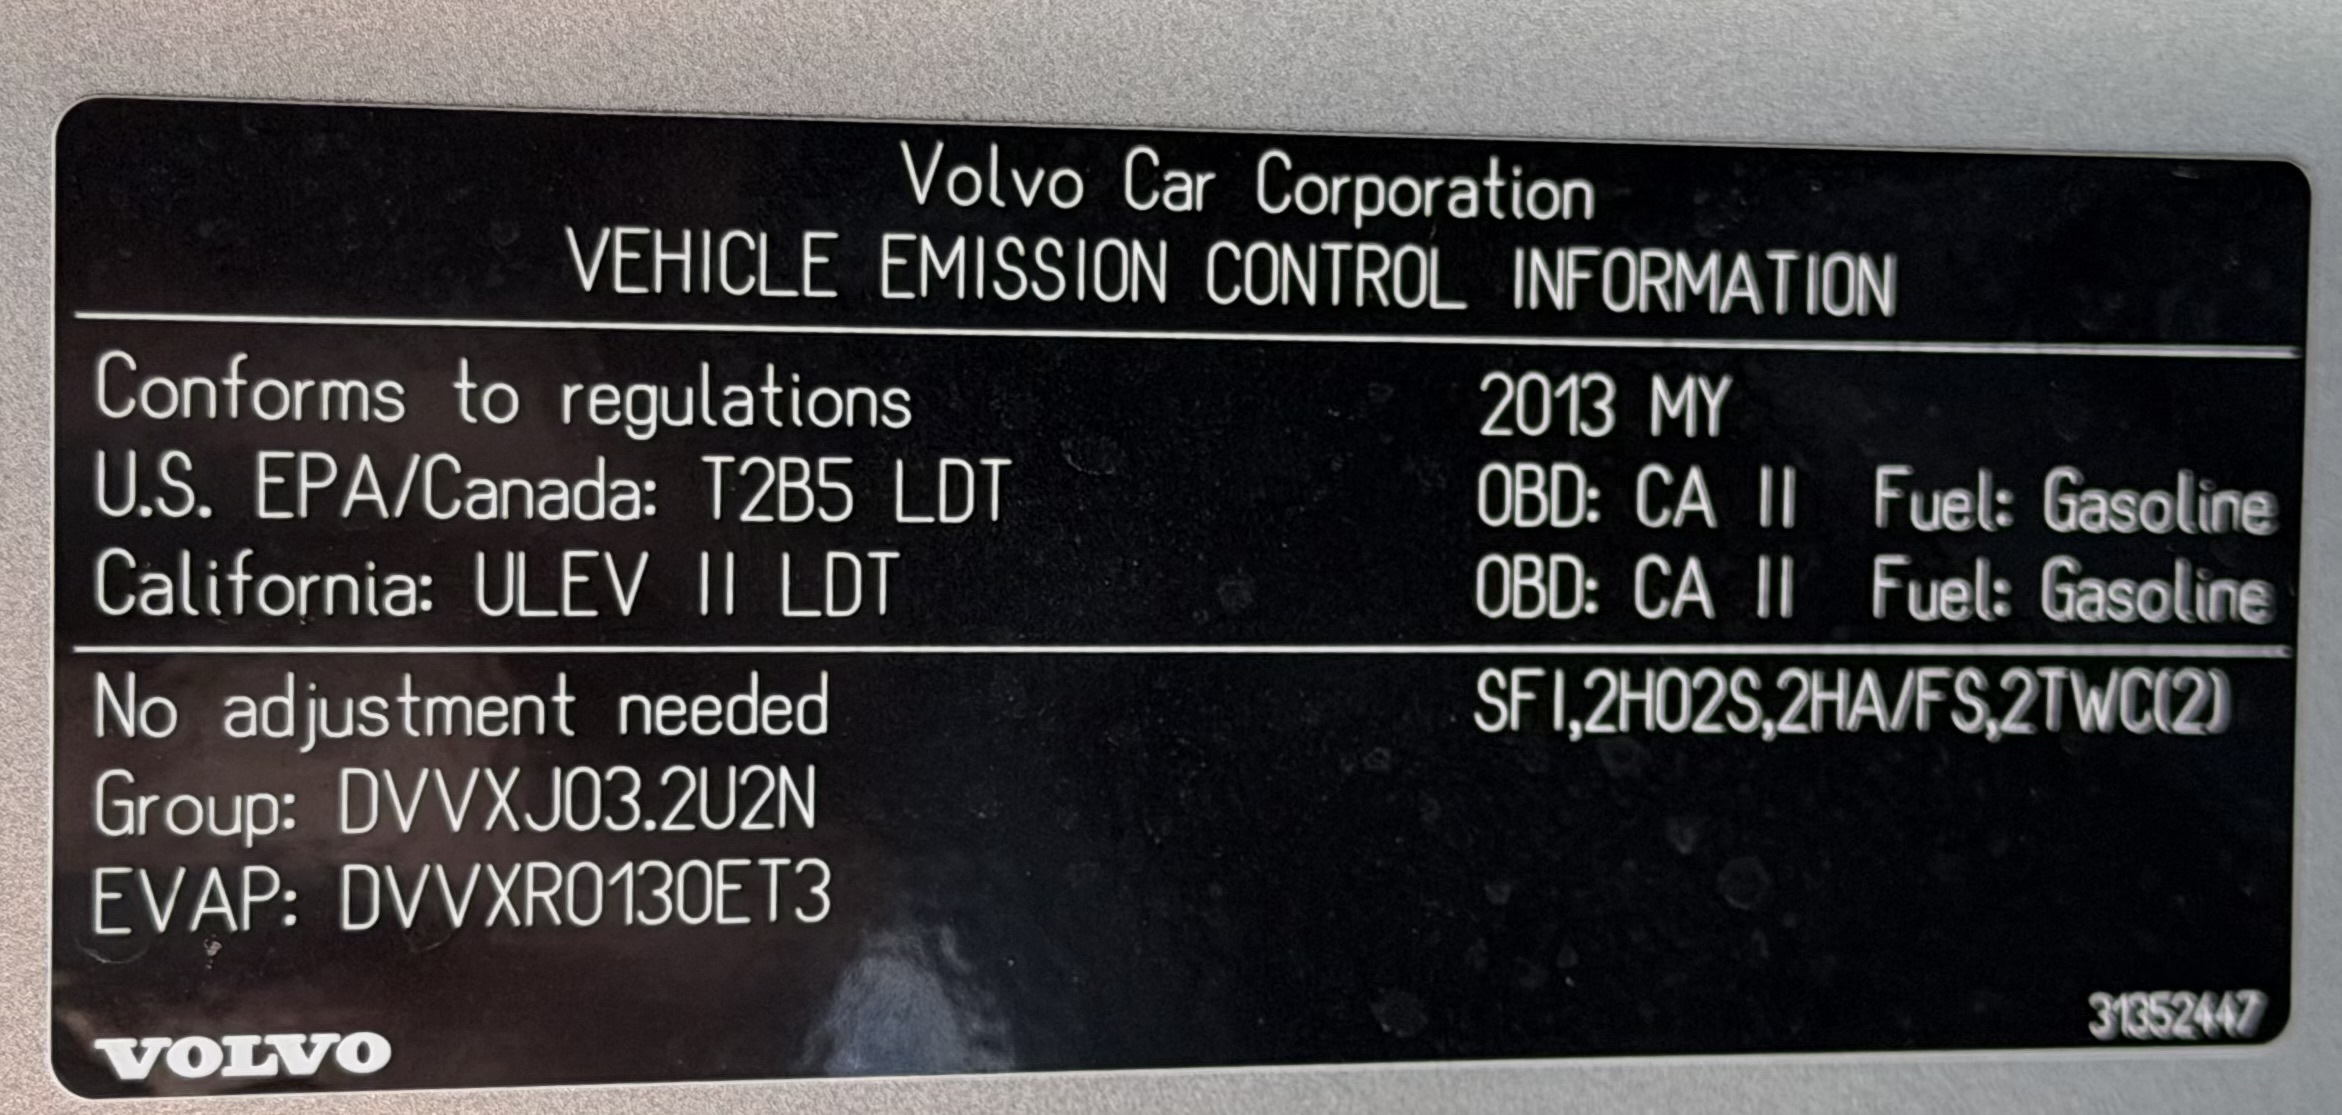 Volvo Car Corporation
VEHICLE EMISSION CONTROL INFORMATION
Conforms to regulations 2013 MY
U.S. EPA/Canada: T2B5 LDT OBD: CA II Fuel: Gasoline
California: ULEV II LDT OBD: CA II Fuel: Gasoline
No adjustment needed SFI,2HO2S,2HA/FS,2TWC(2)
Group: DVVXJ03.2U2N
EVAP: DVVXR0130ET3
31352447
VOLVO